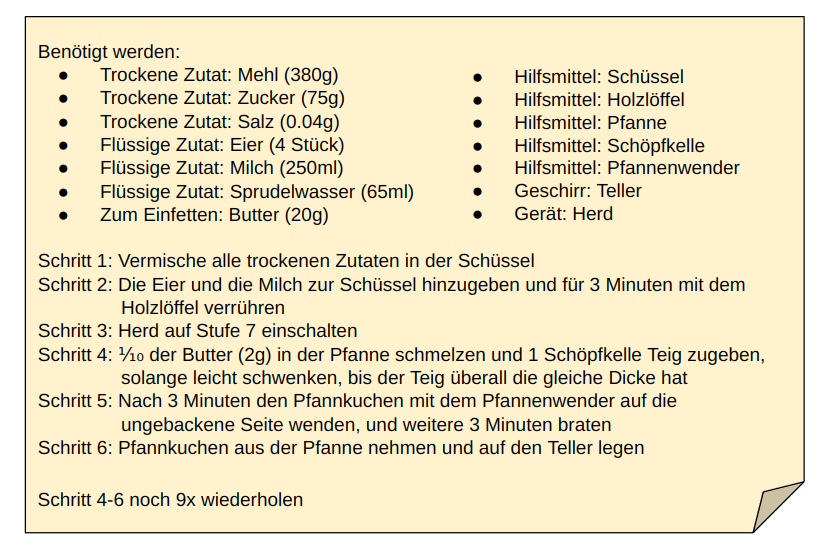 Benötigt werden:
● Trockene Zutat: Mehl (380g)
● Trockene Zutat: Zucker (75g)
● Trockene Zutat: Salz (0.04g)
● Flüssige Zutat: Eier (4 Stück)
● Flüssige Zutat: Milch (250ml)
● Flüssige Zutat: Sprudelwasser (65ml)
● Zum Einfetten: Butter (20g)
● Hilfsmittel: Schüssel
● Hilfsmittel: Holzlöffel
● Hilfsmittel: Pfanne
● Hilfsmittel: Schöpfkelle
● Hilfsmittel: Pfannenwender
● Geschirr: Teller
● Gerät: Herd
Schritt 1: Vermische alle trockenen Zutaten in der Schüssel
Schritt 2: Die Eier und die Milch zur Schüssel hinzugeben und für 3 Minuten mit dem
Holzlöffel verrühren
Schritt 3: Herd auf Stufe 7 einschalten
Schritt 4: ⅒ der Butter (2g) in der Pfanne schmelzen und 1 Schöpfkelle Teig zugeben,
solange leicht schwenken, bis der Teig überall die gleiche Dicke hat
Schritt 5: Nach 3 Minuten den Pfannkuchen mit dem Pfannenwender auf die
ungebackene Seite wenden, und weitere 3 Minuten braten
Schritt 6: Pfannkuchen aus der Pfanne nehmen und auf den Teller legen
Schritt 4-6 noch 9x wiederholen